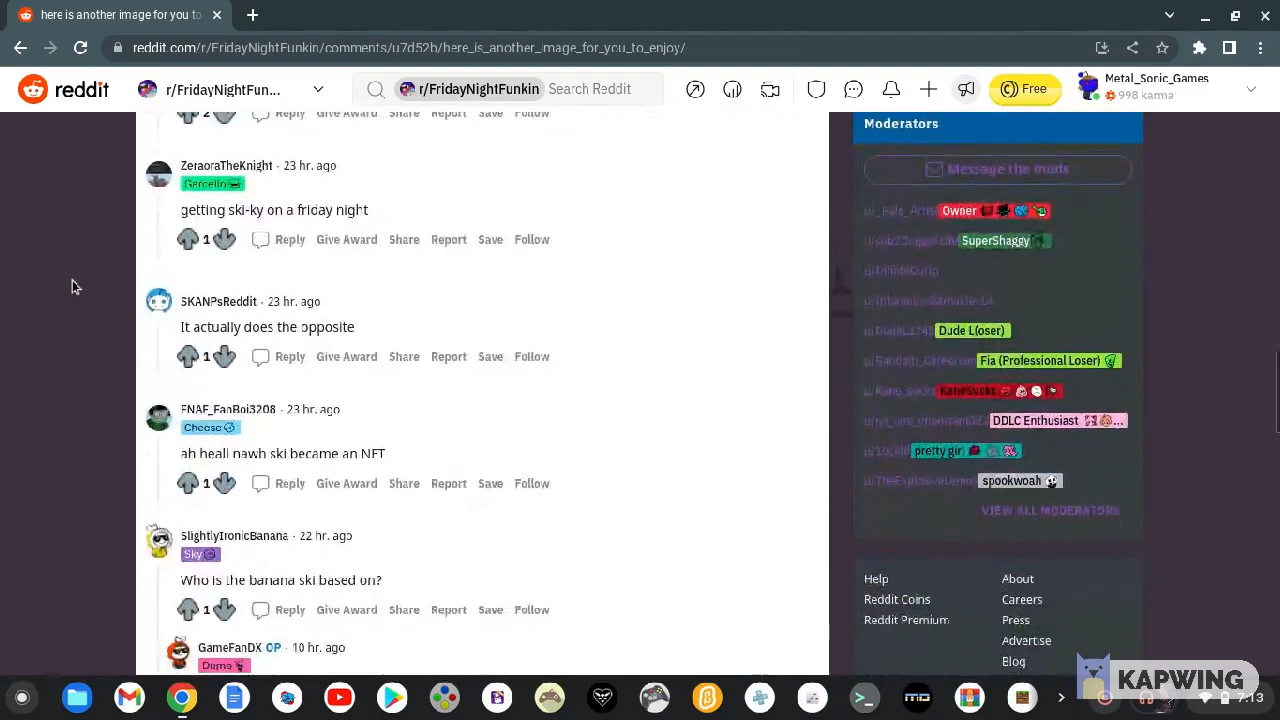 here is another image for you to
reddit.com/r/FridayNightFunkin/comments/u7d52b/here_is_another_image_for_you_to_enjoy/
reddit
r/FridayNightFun...
r/FridayNightFunkin
Search Reddit
Free
Metal_Sonic_Games
998 karma
2 Reply Give Award Share Report Save Follow
ZeraoraTheKnight · 23 hr. ago
Garcello
getting ski-ky on a friday night
1 Reply Give Award Share Report Save Follow
SKANPsReddit · 23 hr. ago
It actually does the opposite
1 Reply Give Award Share Report Save Follow
FNAF_FanBoi3208 · 23 hr. ago
Cheese
ah heall nawh ski became an NFT
1 Reply Give Award Share Report Save Follow
SlightlyIronicBanana · 22 hr. ago
Sky
Who is the banana ski based on?
1 Reply Give Award Share Report Save Follow
GameFanDX OP · 10 hr. ago
Moderators
Message the mods
Owner
SuperShaggy
Dude L(oser)
Fia (Professional Loser)
u/Kane_sucks KaneSuckt
DDLC Enthusiast ...
pretty girl
spookwoah
VIEW ALL MODERATORS
Help
About
Reddit Coins
Careers
Reddit Premium
Press
Advertise
Blog
KAPWING
7:13